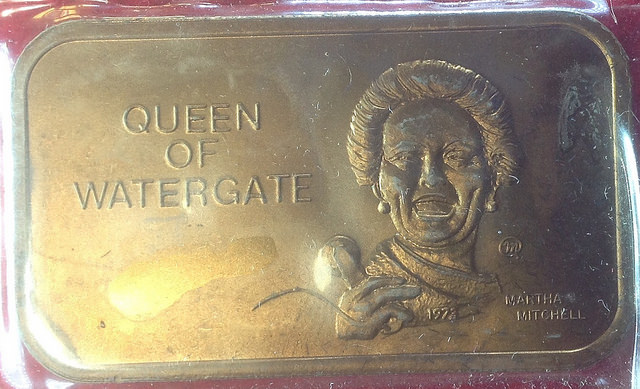 QUEEN
OF
WATERGATE
1973
MARTHA
MITCHELL